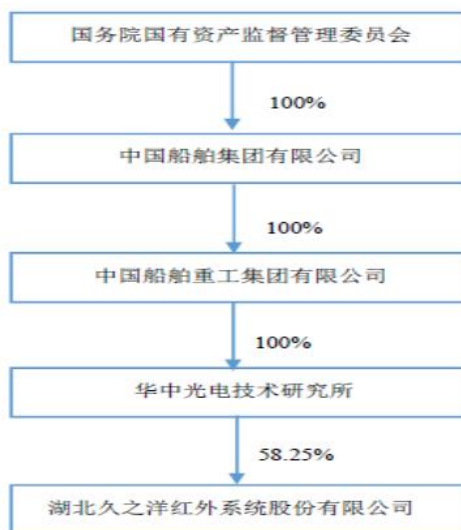 国务院国有资产监督管理委员会
100%
中国船舶集团有限公司
100%
中国船舶重工集团有限公司
100%
华中光电技术研究所
58.25%
湖北久之洋红外系统股份有限公司